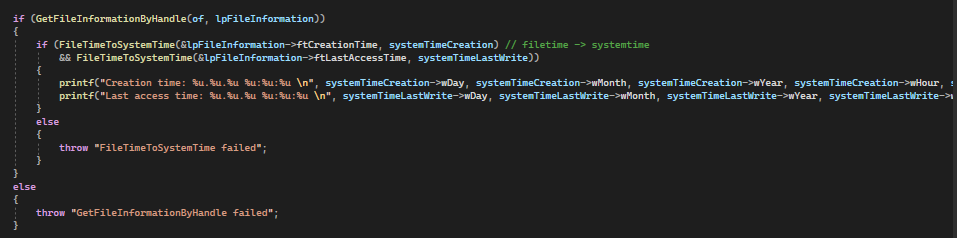 if (GetFileInformationByHandle(of, lpFileInformation))
{
if (FileTimeToSystemTime(&lpFileInformation->ftCreationTime, systemTimeCreation) // filetime -> systemtime
&& FileTimeToSystemTime(&lpFileInformation->ftLastAccessTime, systemTimeLastWrite))
{
printf("Creation time: %u.%u.%u %u:%u:%u \n", systemTimeCreation->wDay, systemTimeCreation->wMonth, systemTimeCreation->wYear, systemTimeCreation->wHour,
printf("Last access time: %u.%u.%u %u:%u:%u \n", systemTimeLastWrite->wDay, systemTimeLastWrite->wMonth, systemTimeLastWrite->wYear, systemTimeLastWrite->
}
else
{
throw "FileTimeToSystemTime failed";
}
}
else
{
throw "GetFileInformationByHandle failed";
}